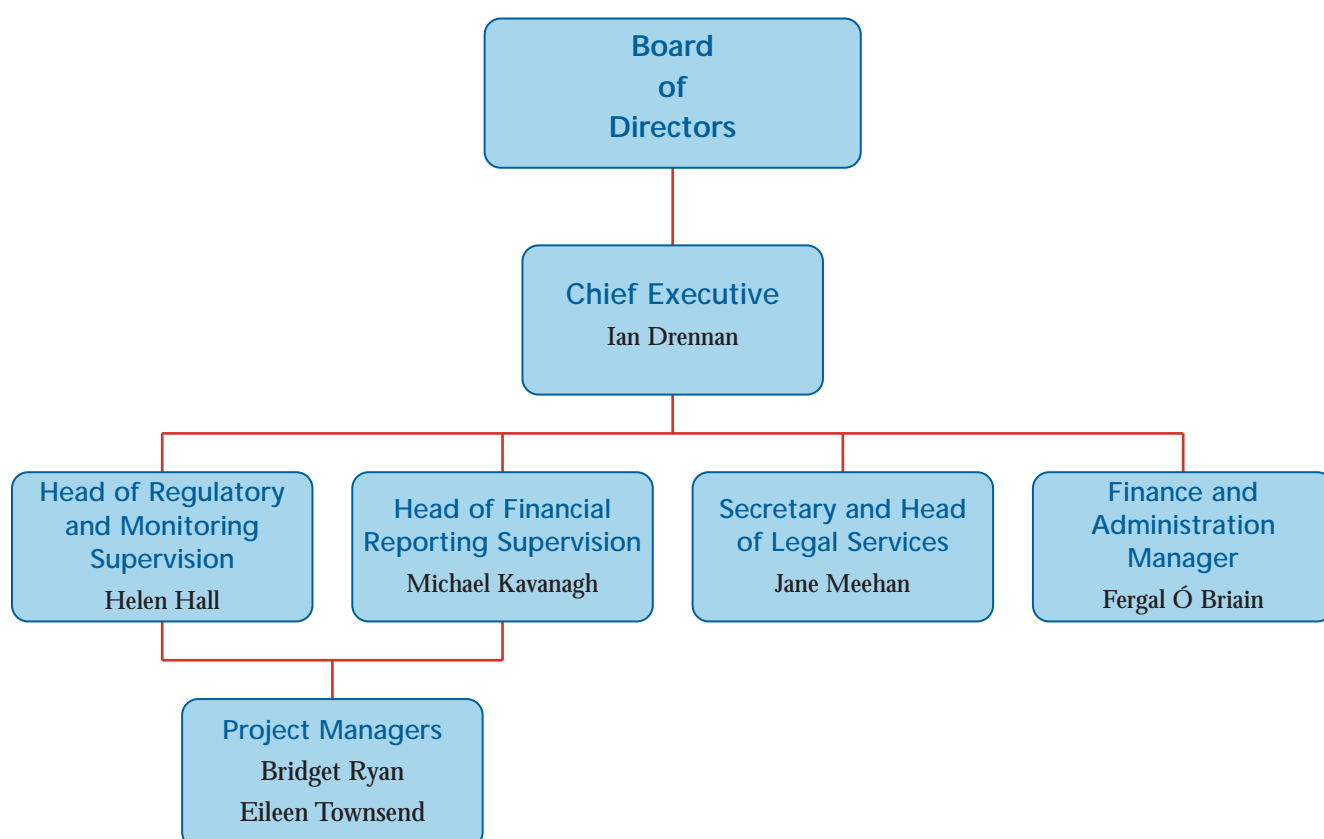 Board
of
Directors
Chief Executive
Ian Drennan
Head of Regulatory
and Monitoring
Supervision
Helen Hall
Head of Financial
Reporting Supervision
Michael Kavanagh
Secretary and Head
of Legal Services
Jane Meehan
Finance and
Administration
Manager
Fergal Ó Briain
Project Managers
Bridget Ryan
Eileen Townsend